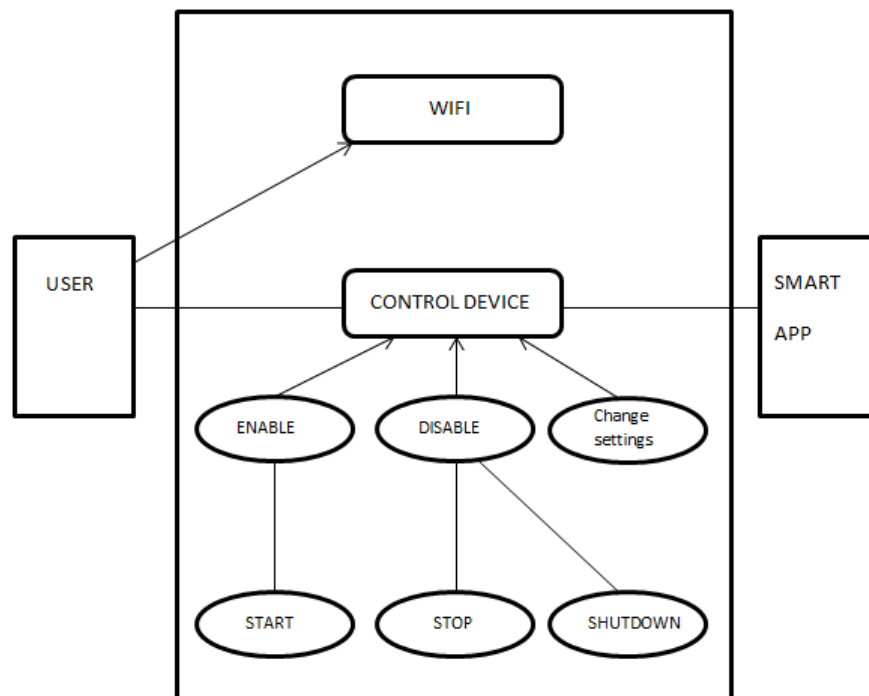 WIFI
USER
CONTROL DEVICE
SMART
APP
ENABLE
DISABLE
Change
settings
START
STOP
SHUTDOWN